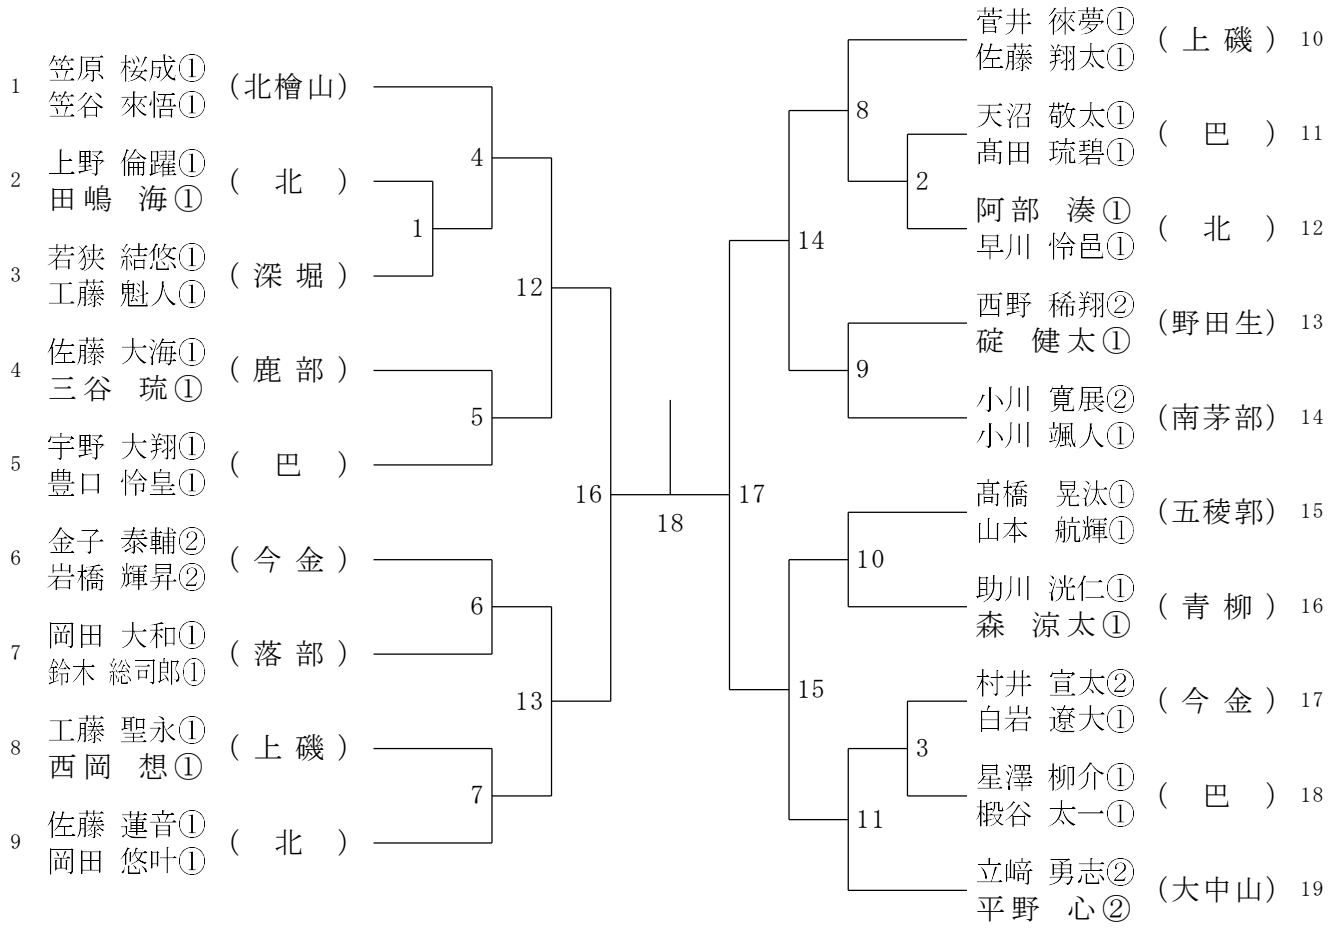 1 笠原 桜成① (北檜山)
笠谷 來悟①
2 上野 倫躍① ( 北 )
田嶋 海①
3 若狭 結悠① (深 堀)
工藤 魁人①
4 佐藤 大海① (鹿 部)
三谷 琉①
5 宇野 大翔① ( 巴 )
豊口 怜皇①
6 金子 泰輔② (今 金)
岩橋 輝昇②
7 岡田 大和① (落 部)
鈴木 総司郎①
8 工藤 聖永① (上 磯)
西岡 想①
9 佐藤 蓮音① ( 北 )
岡田 悠叶①
4
1
12
5
16
6
13
7
18
17
8
2
14
9
10
15
3
11
菅井 徠夢① (上 磯) 10
佐藤 翔太①
天沼 敬太① ( 巴 ) 11
髙田 琉碧①
阿部 湊① ( 北 ) 12
早川 怜邑①
西野 稀翔② (野田生) 13
碇 健太①
小川 寛展② (南茅部) 14
小川 颯人①
髙橋 晃汰① (五稜郭) 15
山本 航輝①
助川 洸仁① (青 柳) 16
森 涼太①
村井 宣太② (今 金) 17
白岩 遼大①
星澤 柳介① ( 巴 ) 18
椴谷 太一①
立﨑 勇志② (大中山) 19
平野 心②